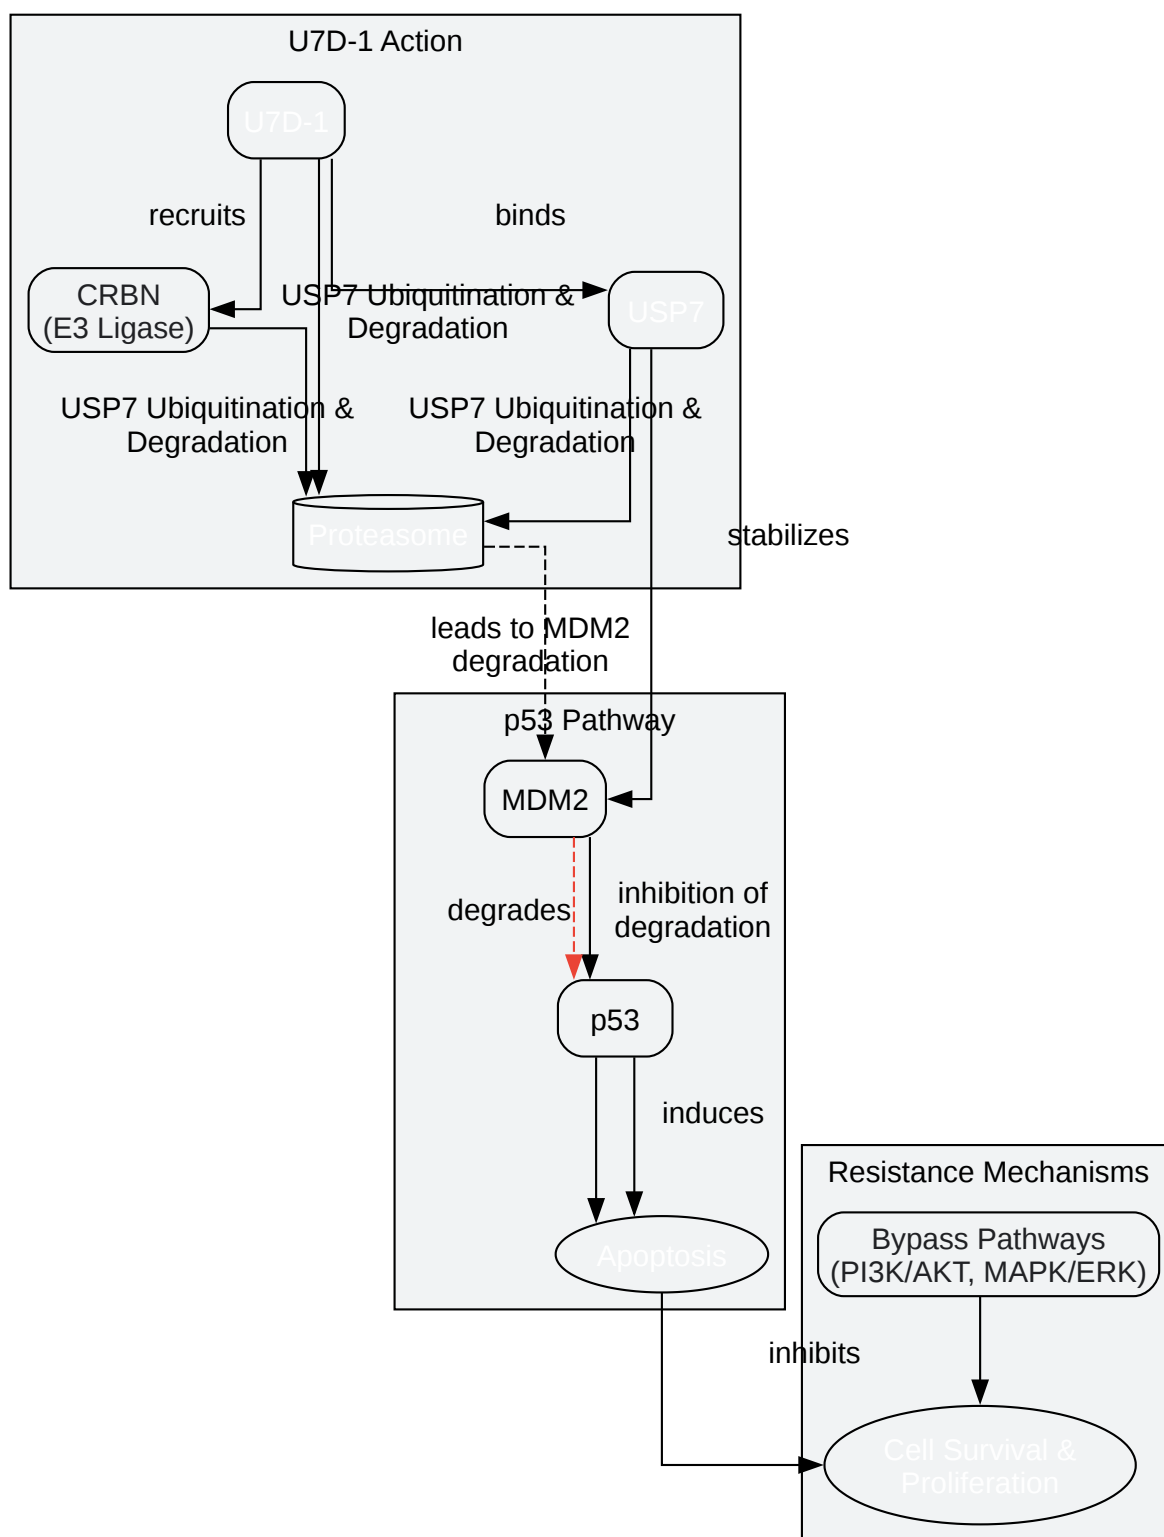 U7D-1 Action
U7D-1
recruits
binds
CRBN
(E3 Ligase)
USP7 Ubiquitination &
Degradation
USP7
USP7 Ubiquitination &
Degradation
USP7 Ubiquitination &
Degradation
Proteasome
stabilizes
leads to MDM2
degradation
p53 Pathway
MDM2
degrades
inhibition of
degradation
p53
induces
Apoptosis
Resistance Mechanisms
Bypass Pathways
(PI3K/AKT, MAPK/ERK)
inhibits
Cell Survival &
Proliferation